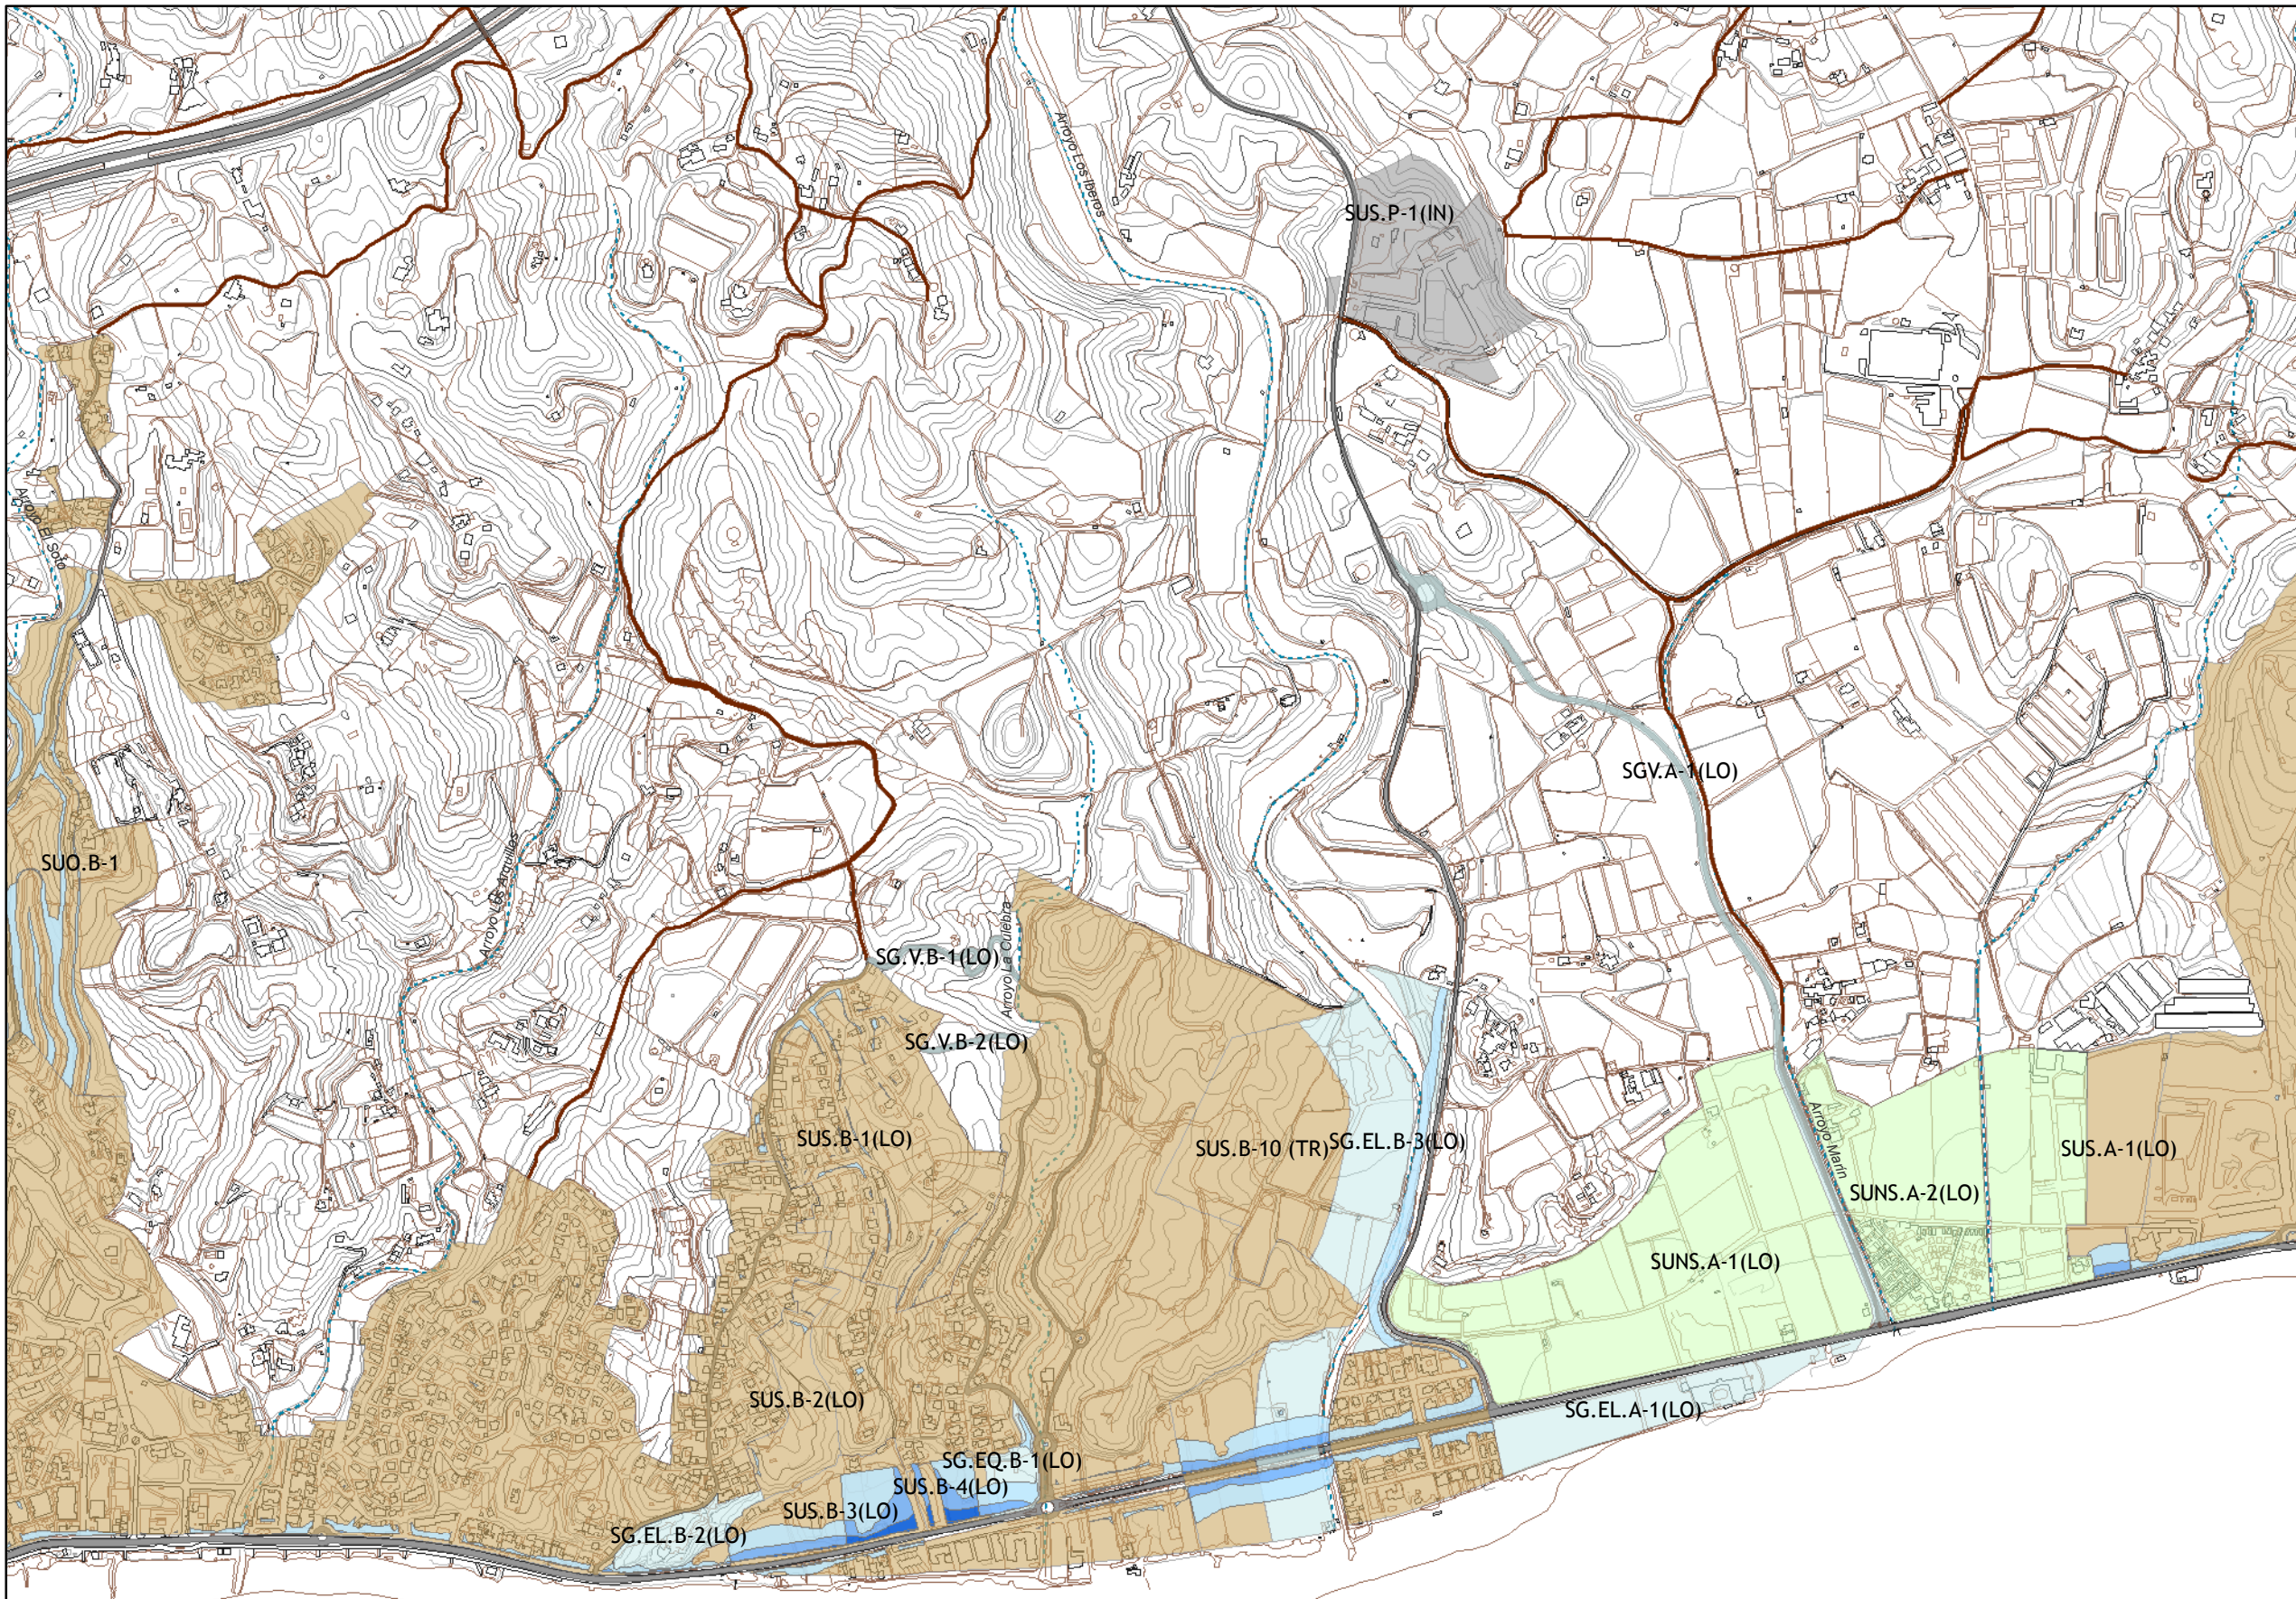 Arroyo Los Iberos
SUS.P-1(IN)
Arroyo El Soto
SGV.A-1(LO)
SUO.B-1
Arroyo Los Arquillos
Arroyo La Culebra
SG.V.B-1(LO)
SG.V.B-2(LO)
SUS.B-1(LO)
SUS.B-10 (TR)
SG.EL.B-3(LO)
Arroyo Marín
SUS.A-1(LO)
SUNS.A-2(LO)
SUNS.A-1(LO)
SUS.B-2(LO)
SG.EL.A-1(LO)
SG.EQ.B-1(LO)
SUS.B-4(LO)
SUS.B-3(LO)
SG.EL.B-2(LO)